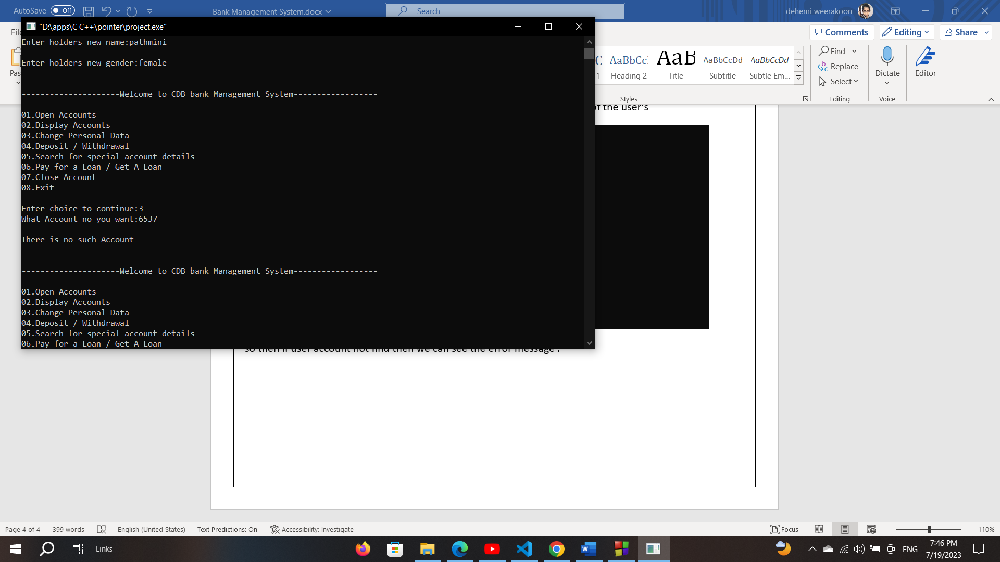 AutoSave Off Bank Management System.docx Search dehemi weerakoon
"D:\apps\C C++\pointer\project.exe"
Comments Editing Share
Enter holders new name:pathmini
Enter holders new gender:female
---------------------Welcome to CDB bank Management System------------------
01.Open Accounts
02.Display Accounts
03.Change Personal Data
04.Deposit / Withdrawal
05.Search for special account details
06.Pay for a Loan / Get A Loan
07.Close Account
08.Exit
Enter choice to continue:3
What Account no you want:6537
There is no such Account
---------------------Welcome to CDB bank Management System------------------
01.Open Accounts
02.Display Accounts
03.Change Personal Data
04.Deposit / Withdrawal
05.Search for special account details
06.Pay for a Loan / Get A Loan
AaBbCc AaB AaBbCcDd AaBbCcDd
1 Heading 2 Title Subtitle Subtle Em...
Styles
Find
Replace
Select
Editing
Dictate
Voice
Editor
of the user's
so then if user account not find then we can see the error message .
Page 4 of 4 399 words English (United States) Text Predictions: On Accessibility: Investigate Focus 110%
Links ENG 7:46 PM
7/19/2023